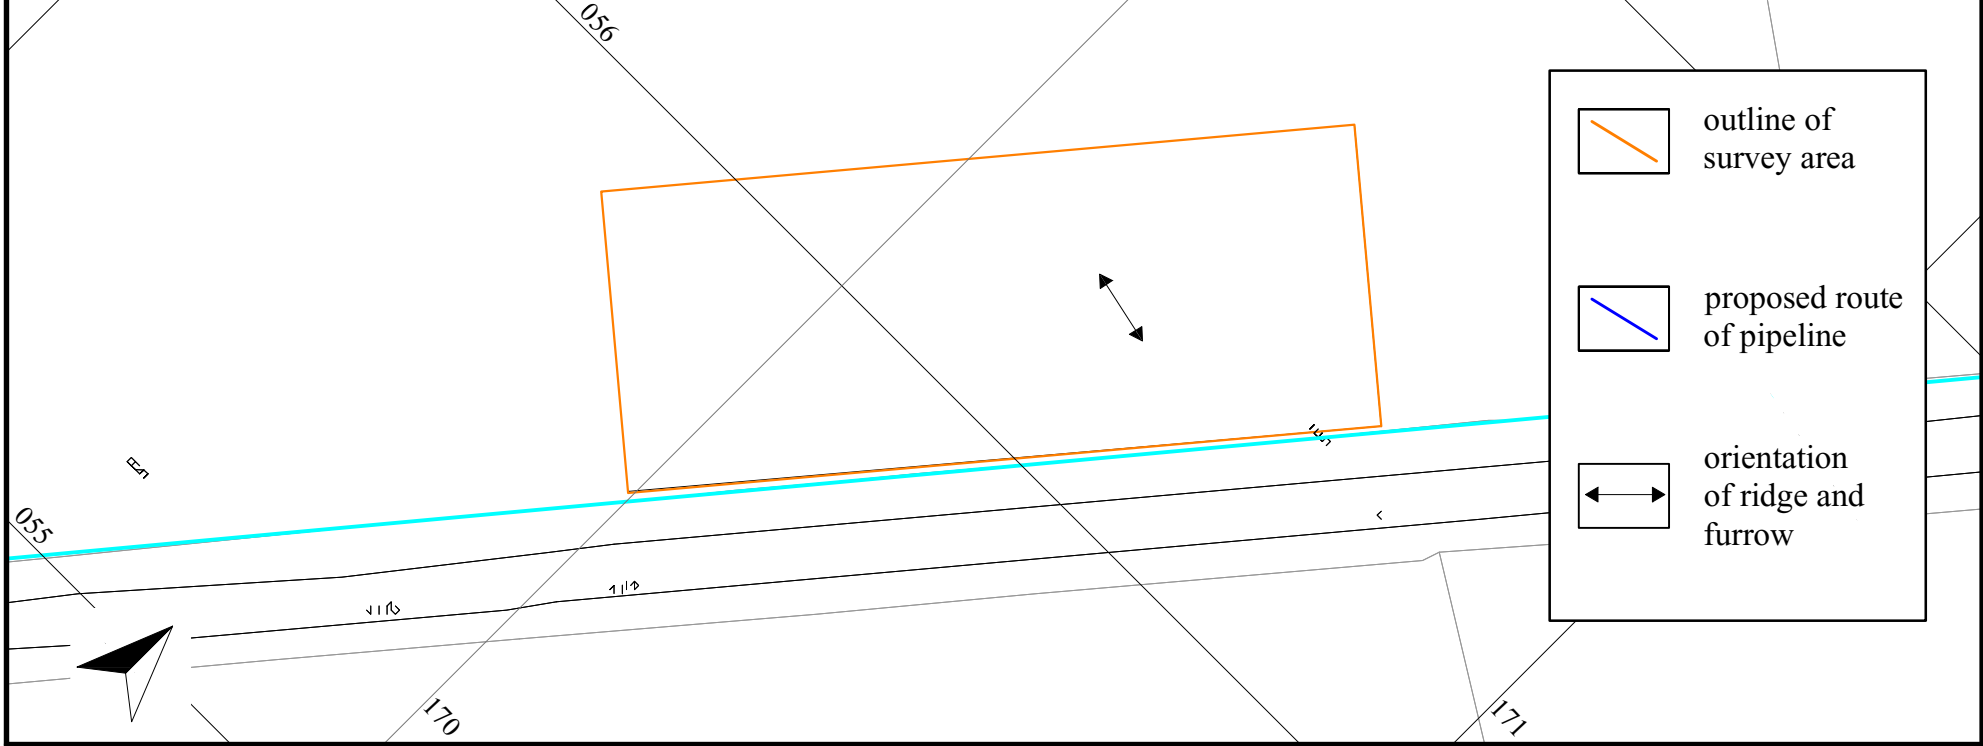 056
outline of
survey area
proposed route
of pipeline
orientation
of ridge and
furrow
055
170
171